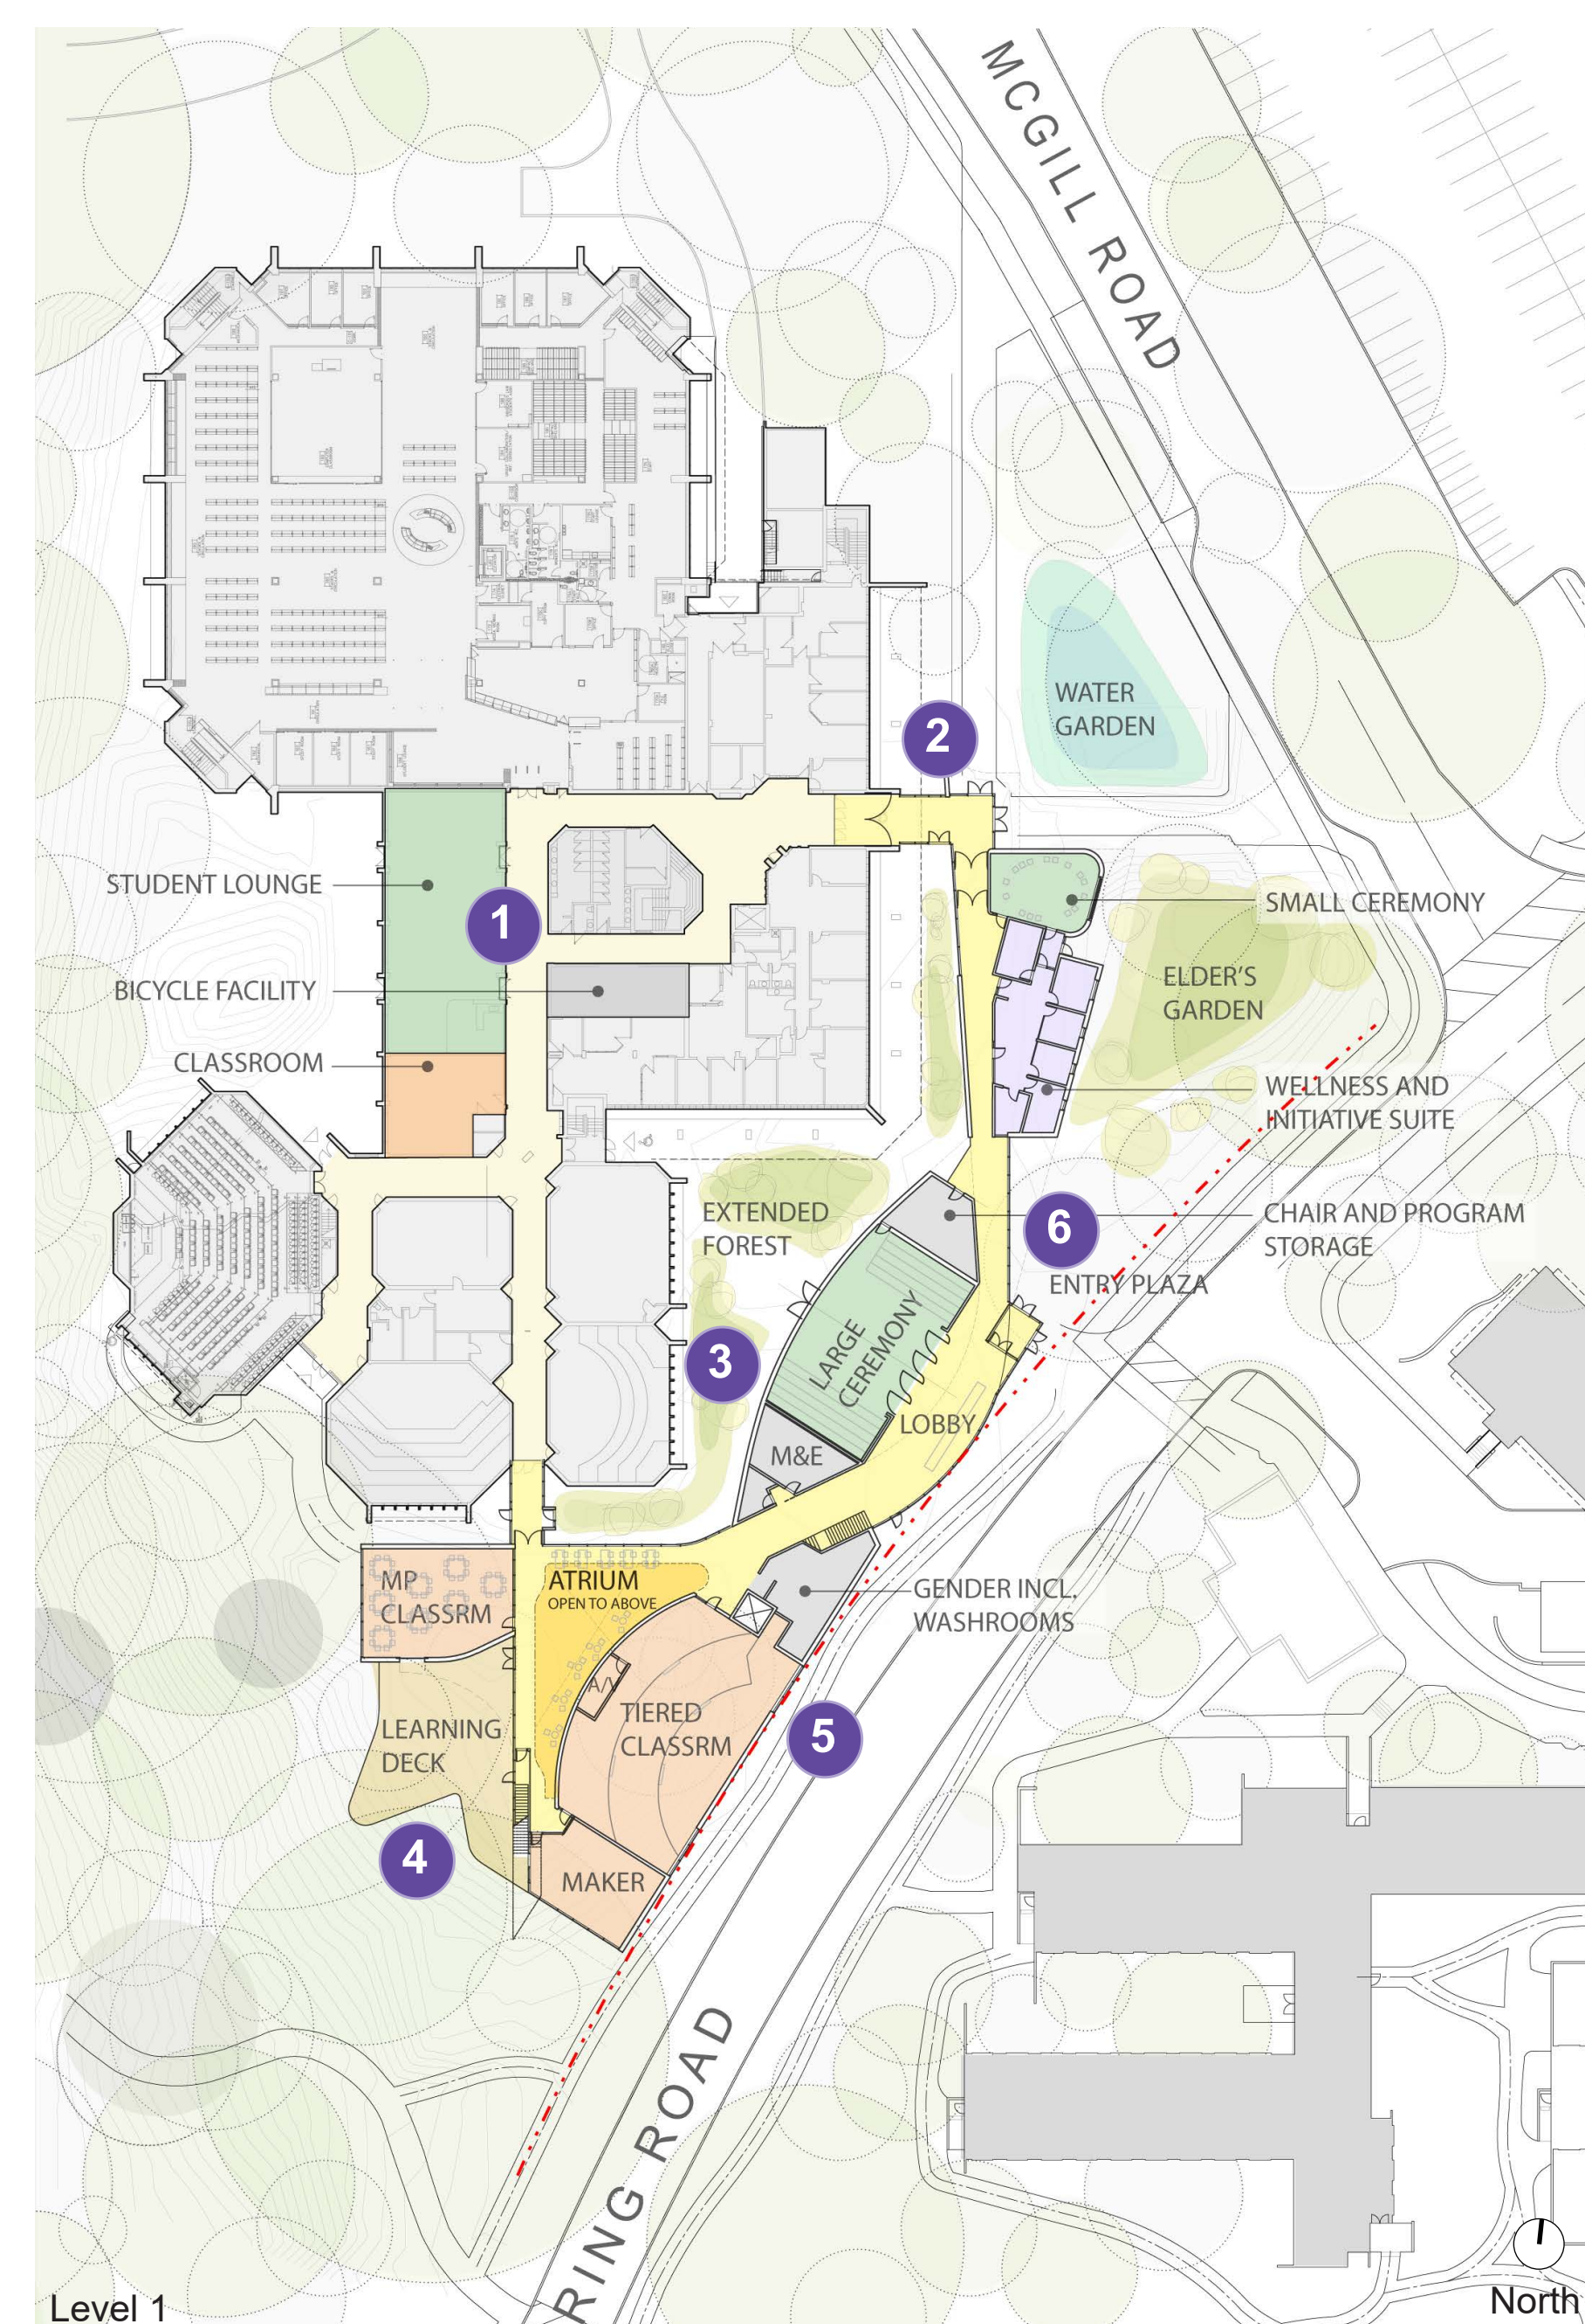 MCGILL ROAD
WATER
GARDEN
2
STUDENT LOUNGE
1
SMALL CEREMONY
BICYCLE FACILITY
ELDER'S
GARDEN
CLASSROOM
WELLNESS AND
INITIATIVE SUITE
EXTENDED
FOREST
6
CHAIR AND PROGRAM
STORAGE
ENTRY PLAZA
3
LARGE
CEREMONY
LOBBY
M&E
MP
CLASSRM
ATRIUM
OPEN TO ABOVE
GENDER INCL.
WASHROOMS
A/V
TIERED
CLASSRM
5
LEARNING
DECK
4
MAKER
RING ROAD
Level 1
North